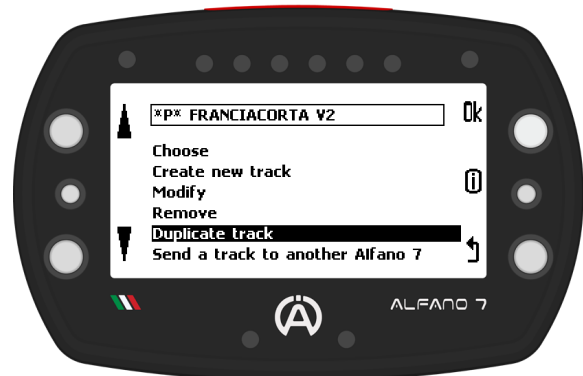 *P* FRANCIACORTA V2
Ok
Choose
Create new track
Modify
Remove
Duplicate track
Send a track to another Alfano 7
ALFANO 7